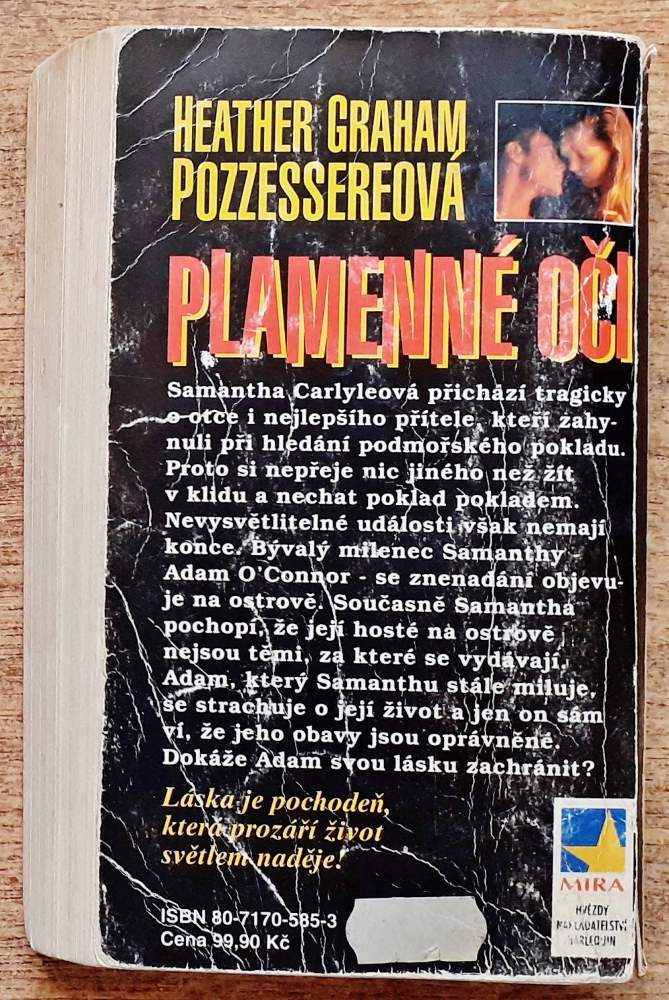 HEATHER GRAHAM
POZZESSEREOVÁ
PLAMENNÉ OČI
Samantha Carlyleová přichází tragicky
o otce i nejlepšího přítele, kteří zahy-
nuli při hledání podmořského pokladu.
Proto si nepřeje nic jiného než žít
v klidu a nechat poklad pokladem.
Nevysvětlitelné události však nemají
konce. Bývalý milenec Samanthy -
Adam O'Connor - se znenadání objevu-
je na ostrově. Současně Samantha
pochopí, že její hosté na ostrově
nejsou těmi, za které se vydávají.
Adam, který Samanthu stále miluje,
se strachuje o její život a jen on sám
ví, že jeho obavy jsou oprávněné.
Dokáže Adam svou lásku zachránit?
Láska je pochodeň,
která prozáří život
světlem naděje!
MIRA
HVĚZDY
NAKLADATELSTVÍ
HARLEQUIN
ISBN 80-7170-585-3
Cena 99,90 Kč